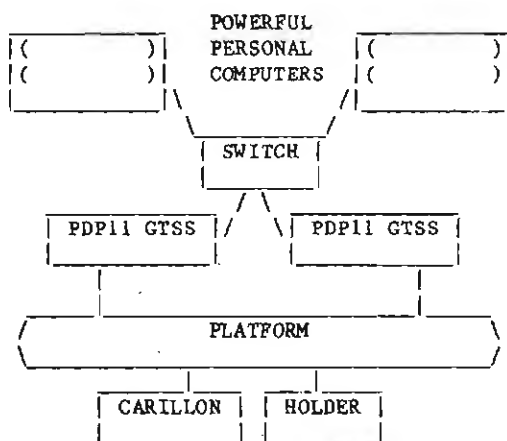 POWERFUL
PERSONAL
COMPUTERS
SWITCH
PDP11 GTSS PDP11 GTSS
PLATFORM
CARILLON HOLDER